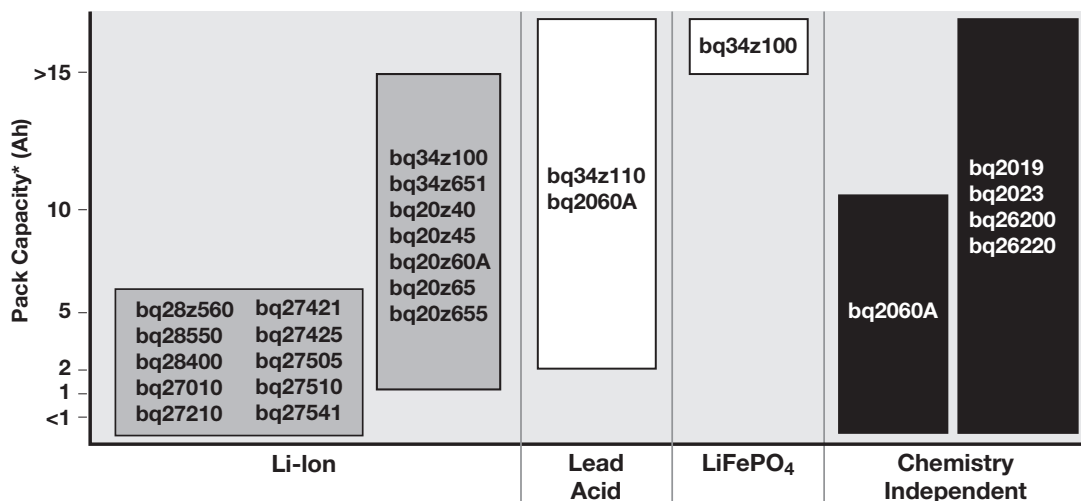 Pack Capacity* (Ah)
>15
10
5
2
1
<1
bq28z560
bq28550
bq28400
bq27010
bq27210
bq27421
bq27425
bq27505
bq27510
bq27541
bq34z100
bq34z651
bq20z40
bq20z45
bq20z60A
bq20z65
bq20z655
bq34z110
bq2060A
bq34z100
bq2060A
bq2019
bq2023
bq26200
bq26220
Li-Ion
Lead
Acid
LiFePO₄
Chemistry
Independent